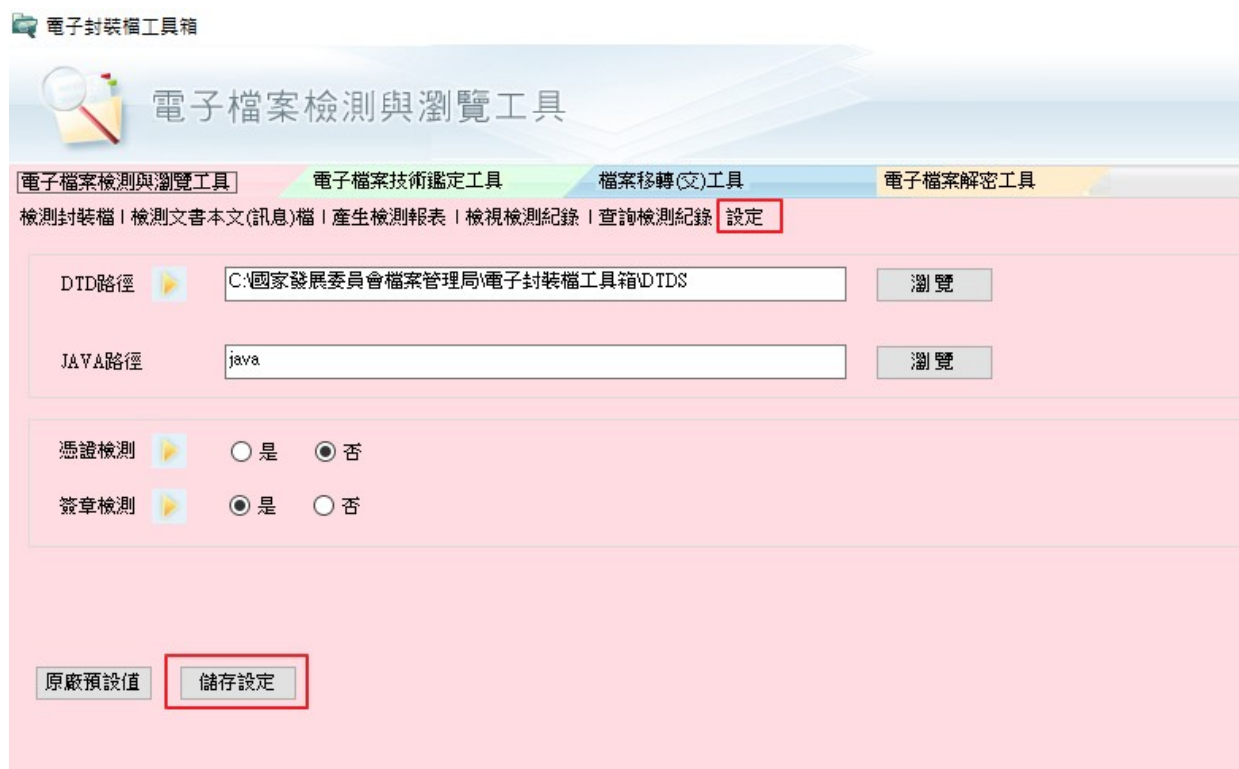 電子封裝檔工具箱
電子檔案檢測與瀏覽工具
電子檔案檢測與瀏覽工具 電子檔案技術鑑定工具 檔案移轉(交)工具 電子檔案解密工具
檢測封裝檔 | 檢測文書本文(訊息)檔 | 產生檢測報表 | 檢視檢測紀錄 | 查詢檢測紀錄 設定
DTD路徑 C:\國家發展委員會檔案管理局\電子封裝檔工具箱\DTDS 瀏覽
JAVA路徑 java 瀏覽
憑證檢測 是 否
簽章檢測 是 否
原廠預設值 儲存設定